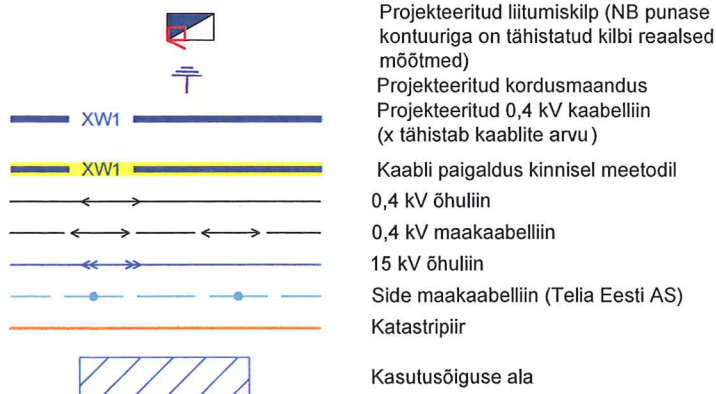 Projekteeritud liitumiskilp (NB punase
kontuuriga on tähistatud kilbi reaalsed
mõõtmed)
Projekteeritud kordusmaandus
XW1 Projekteeritud 0,4 kV kaabelliin
(x tähistab kaablite arvu)
XW1 Kaabli paigaldus kinnisel meetodil
0,4 kV õhuliin
0,4 kV maakaabelliin
15 kV õhuliin
Side maakaabelliin (Telia Eesti AS)
Katastripiir
Kasutusõiguse ala